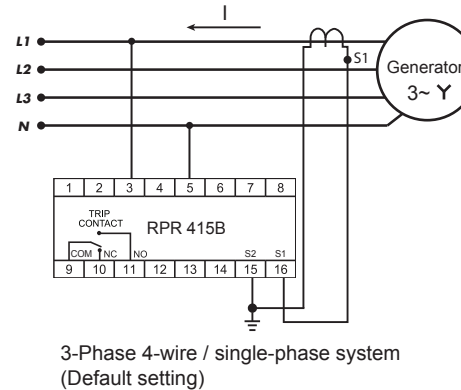 I
L1
S1
L2
Generator
L3
3~ Y
N
1 2 3 4 5 6 7 8
TRIP
CONTACT
RPR 415B
COM NC NO S2 S1
9 10 11 12 13 14 15 16
3-Phase 4-wire / single-phase system
(Default setting)